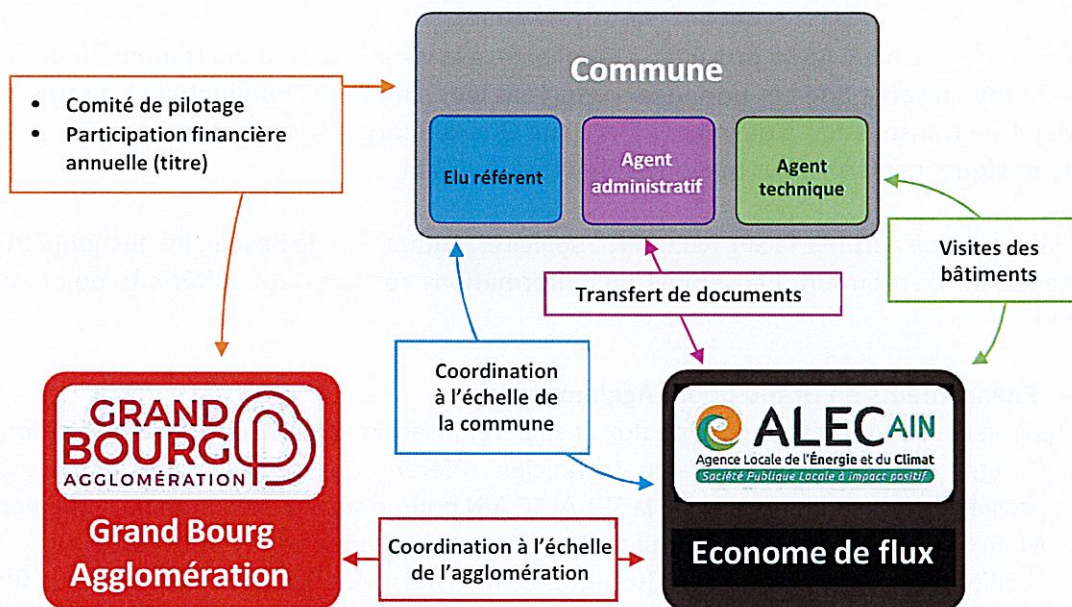 Commune
• Comité de pilotage
• Participation financière
annuelle (titre)
Elu référent
Agent
administratif
Agent
technique
Visites des
bâtiments
Transfert de documents
Coordination
à l'échelle de
la commune
GRAND
BOURG
AGGLOMÉRATION
Grand Bourg
Agglomération
Coordination à l'échelle
de l'agglomération
ALEC AIN
Agence Locale de l'Énergie et du Climat
Société Publique Locale à impact positif
Econome de flux